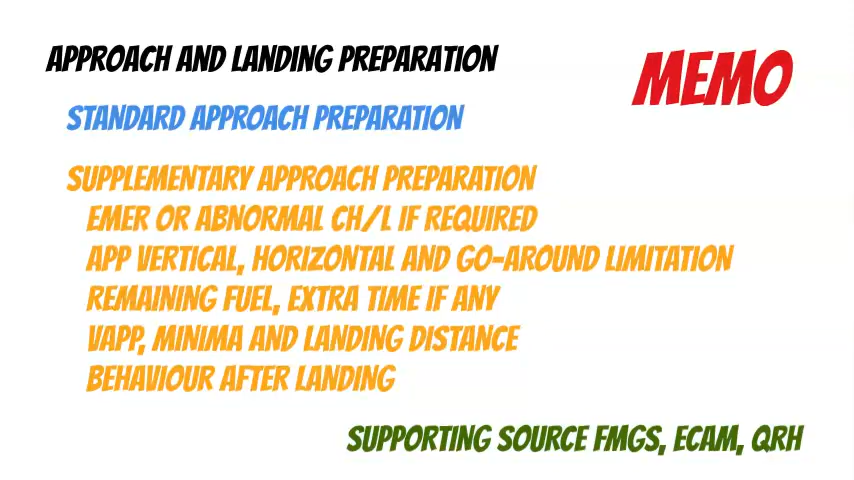 APPROACH AND LANDING PREPARATION
MEMO
STANDARD APPROACH PREPARATION
SUPPLEMENTARY APPROACH PREPARATION
EMER OR ABNORMAL CH/L IF REQUIRED
APP VERTICAL, HORIZONTAL AND GO-AROUND LIMITATION
REMAINING FUEL, EXTRA TIME IF ANY
VAPP, MINIMA AND LANDING DISTANCE
BEHAVIOUR AFTER LANDING
SUPPORTING SOURCE FMGS, ECAM, QRH